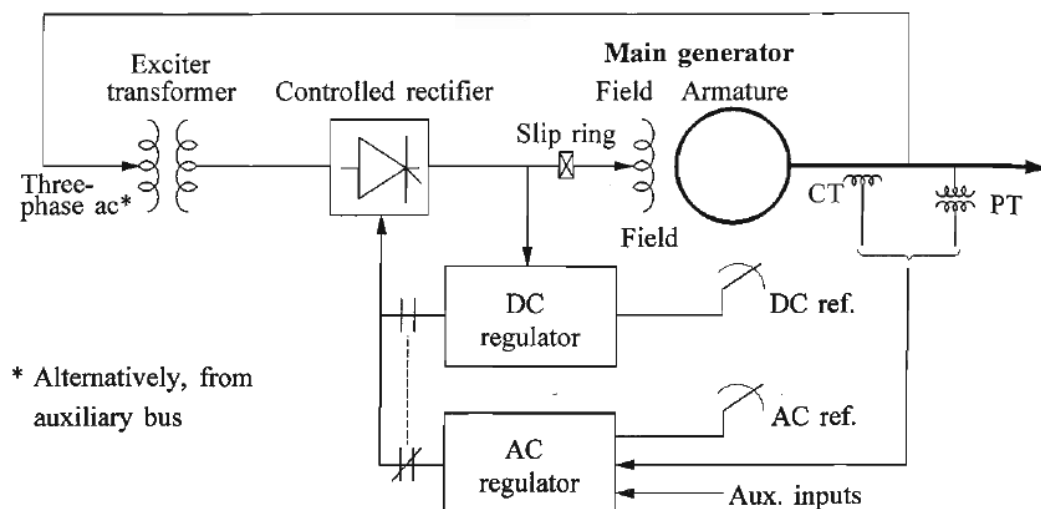 Main generator
Exciter
transformer
Controlled rectifier
Field
Armature
Slip ring
Three-
phase ac*
CT
PT
Field
DC
regulator
DC ref.
* Alternatively, from
auxiliary bus
AC
regulator
AC ref.
Aux. inputs